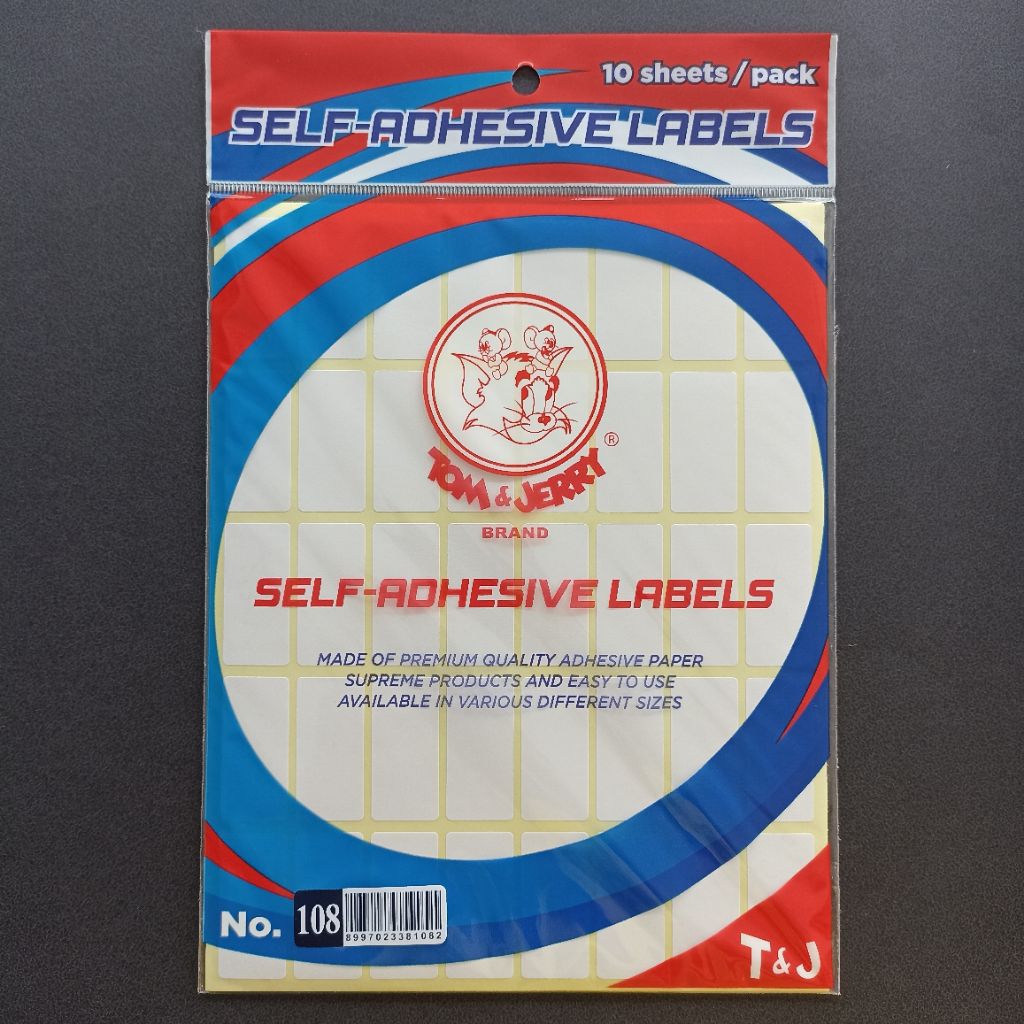 10 sheets/pack
SELF-ADHESIVE LABELS
TOM & JERRY ®
BRAND
SELF-ADHESIVE LABELS
MADE OF PREMIUM QUALITY ADHESIVE PAPER
SUPREME PRODUCTS AND EASY TO USE
AVAILABLE IN VARIOUS DIFFERENT SIZES
No. 108
8997023381082
T&J